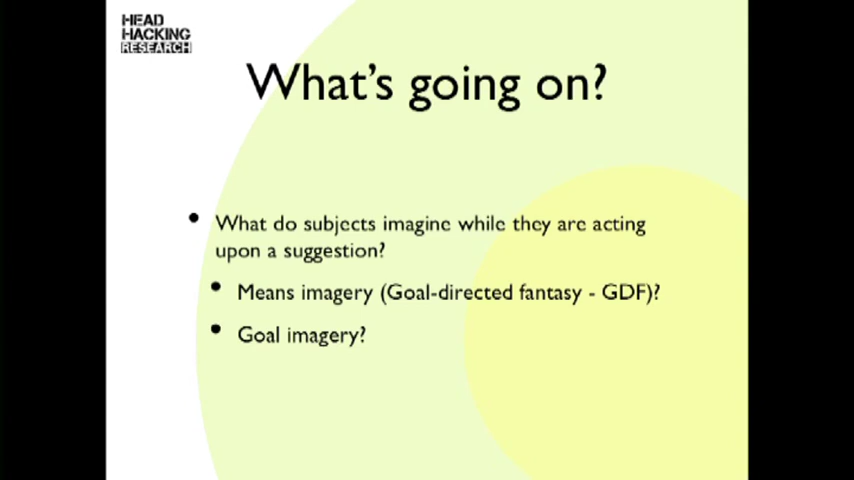 HEAD
HACKING
RESEARCH
What's going on?
• What do subjects imagine while they are acting
upon a suggestion?
• Means imagery (Goal-directed fantasy - GDF)?
• Goal imagery?